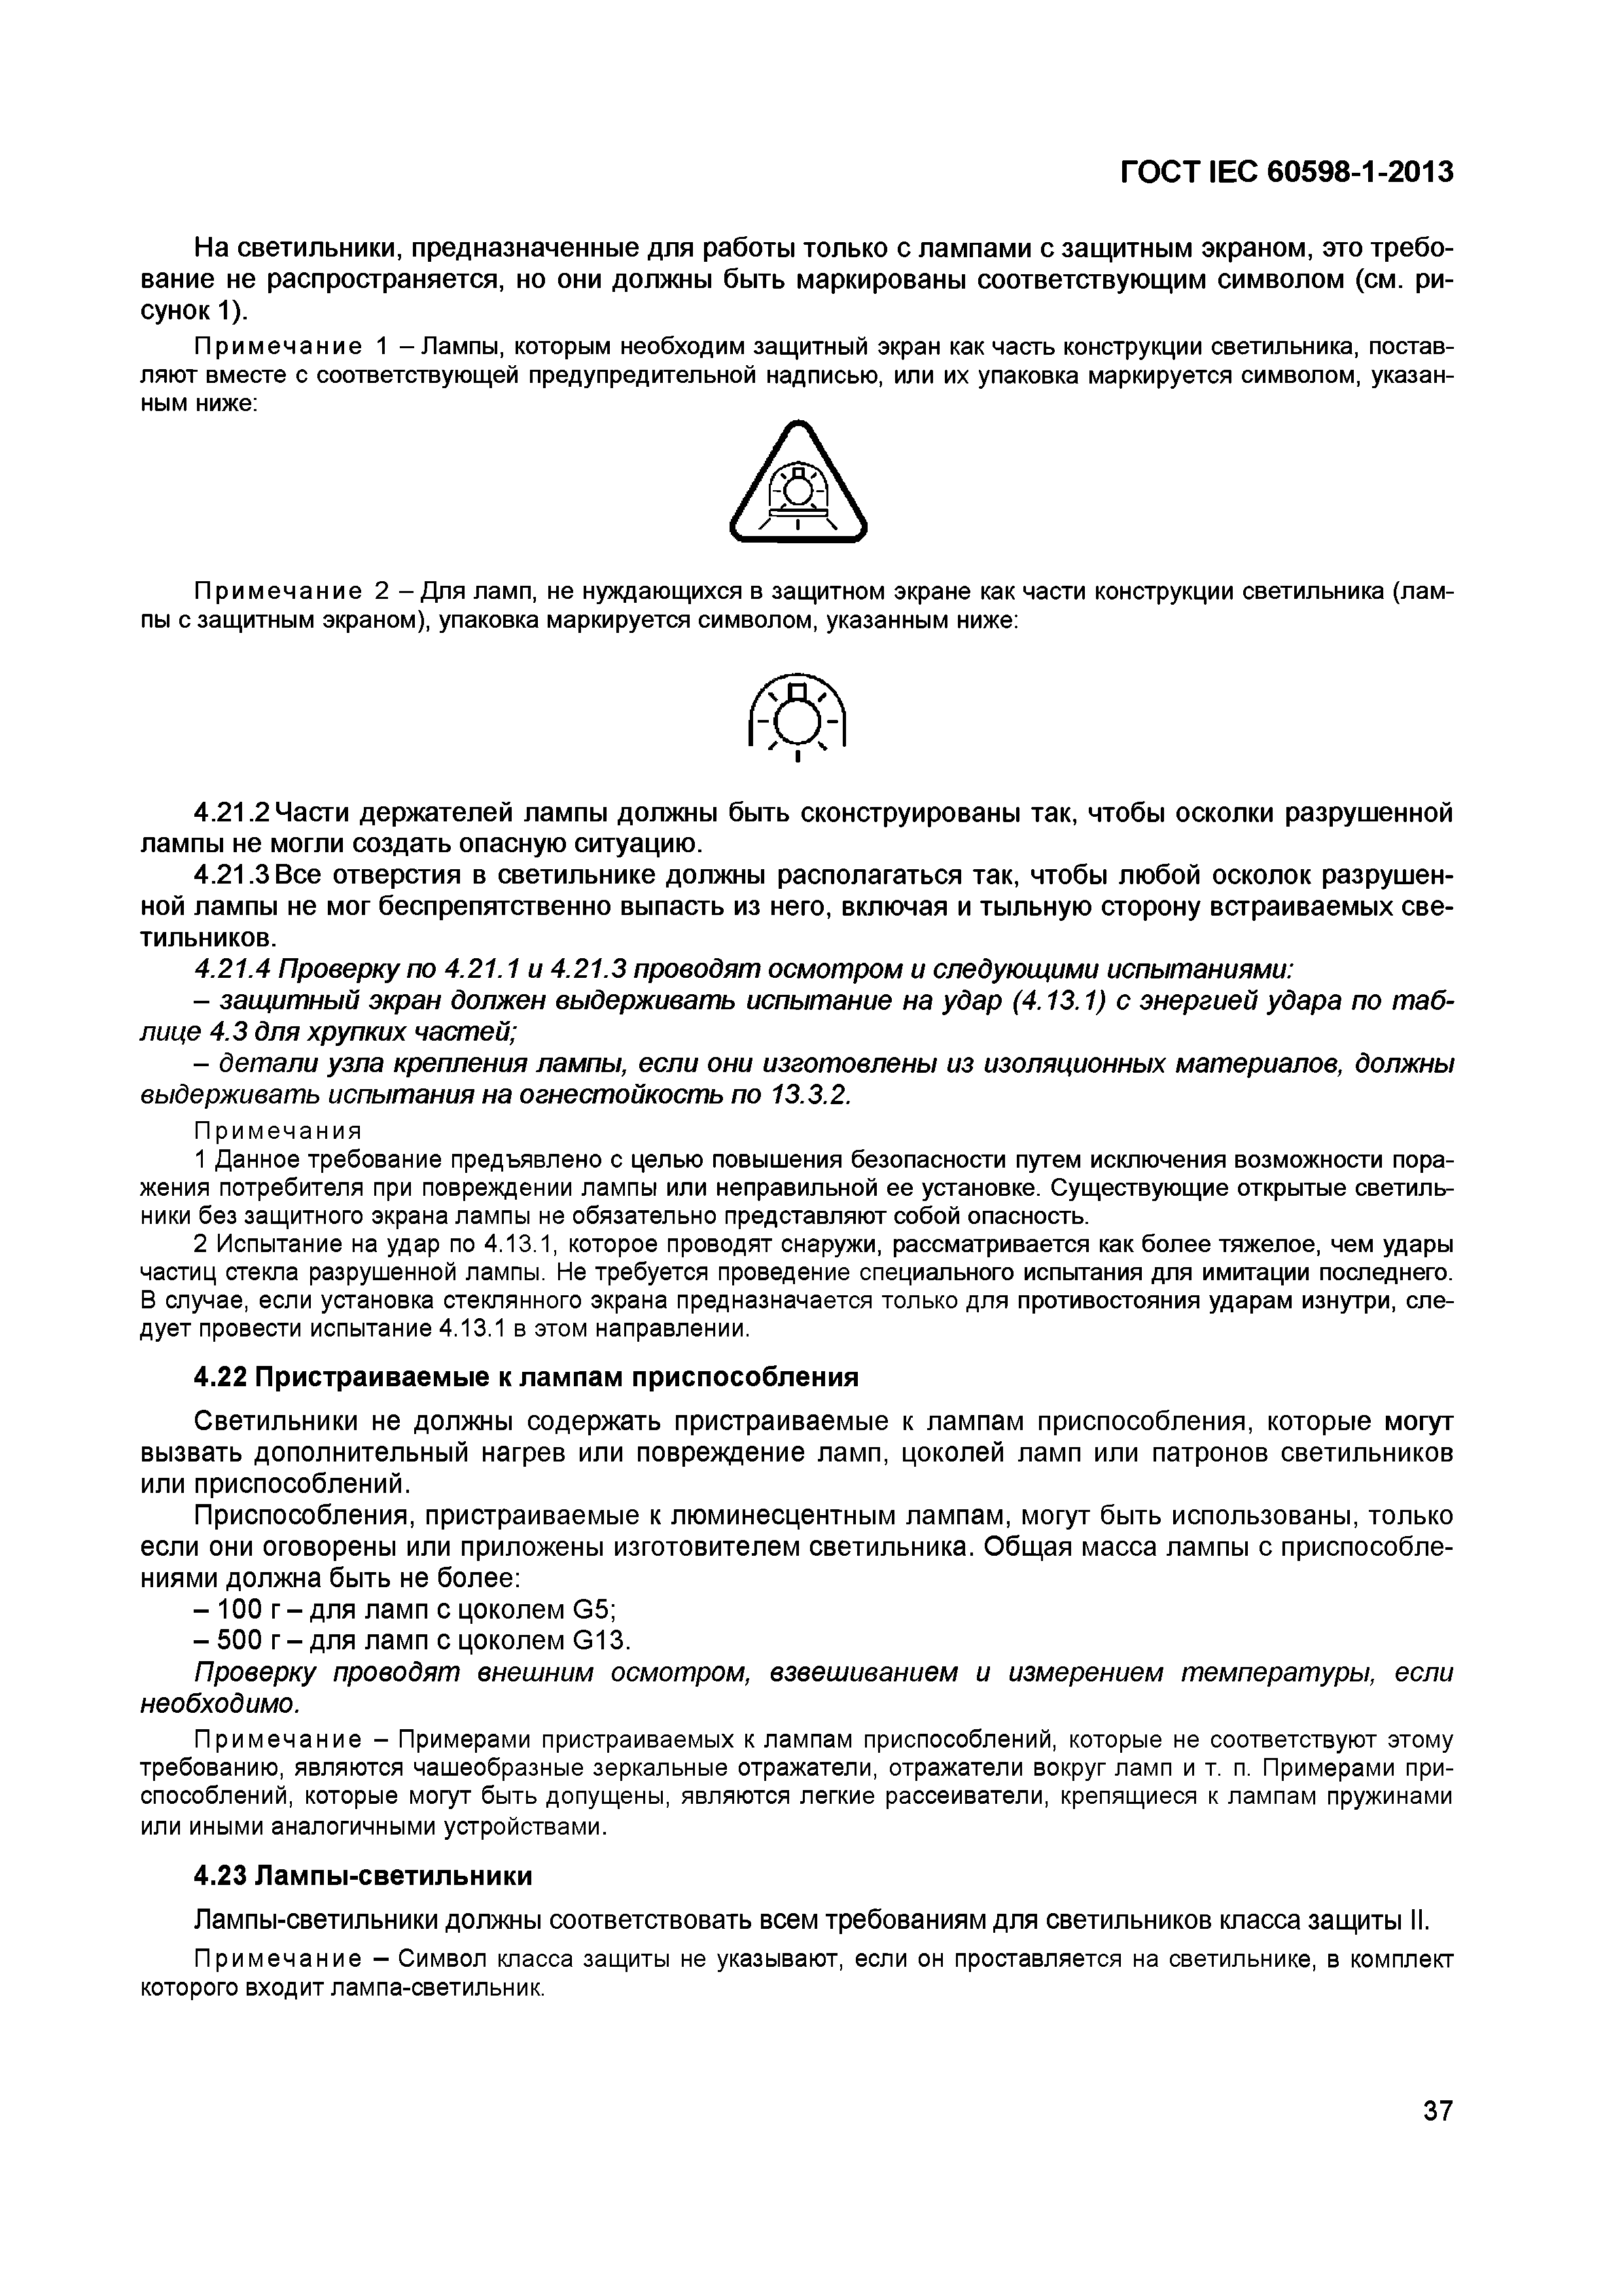 ГОСТ IEC 60598-1-2013
На светильники, предназначенные для работы только с лампами с защитным экраном, это требо-
вание не распространяется, но они должны быть маркированы соответствующим символом (см. ри-
сунок 1).
Примечание 1 – Лампы, которым необходим защитный экран как часть конструкции светильника, постав-
ляют вместе с соответствующей предупредительной надписью, или их упаковка маркируется символом, указан-
ным ниже:
Примечание 2 – Для ламп, не нуждающихся в защитном экране как части конструкции светильника (лам-
пы с защитным экраном), упаковка маркируется символом, указанным ниже:
4.21.2 Части держателей лампы должны быть сконструированы так, чтобы осколки разрушенной
лампы не могли создать опасную ситуацию.
4.21.3 Все отверстия в светильнике должны располагаться так, чтобы любой осколок разрушен-
ной лампы не мог беспрепятственно выпасть из него, включая и тыльную сторону встраиваемых све-
тильников.
4.21.4 Проверку по 4.21.1 и 4.21.3 проводят осмотром и следующими испытаниями:
– защитный экран должен выдерживать испытание на удар (4.13.1) с энергией удара по таб-
лице 4.3 для хрупких частей;
– детали узла крепления лампы, если они изготовлены из изоляционных материалов, должны
выдерживать испытания на огнестойкость по 13.3.2.
Примечания
1 Данное требование предъявлено с целью повышения безопасности путем исключения возможности пора-
жения потребителя при повреждении лампы или неправильной ее установке. Существующие открытые светиль-
ники без защитного экрана лампы не обязательно представляют собой опасность.
2 Испытание на удар по 4.13.1, которое проводят снаружи, рассматривается как более тяжелое, чем удары
частиц стекла разрушенной лампы. Не требуется проведение специального испытания для имитации последнего.
В случае, если установка стеклянного экрана предназначается только для противостояния ударам изнутри, сле-
дует провести испытание 4.13.1 в этом направлении.
4.22 Пристраиваемые к лампам приспособления
Светильники не должны содержать пристраиваемые к лампам приспособления, которые могут
вызвать дополнительный нагрев или повреждение ламп, цоколей ламп или патронов светильников
или приспособлений.
Приспособления, пристраиваемые к люминесцентным лампам, могут быть использованы, только
если они оговорены или приложены изготовителем светильника. Общая масса лампы с приспособле-
ниями должна быть не более:
– 100 г – для ламп с цоколем G5;
– 500 г – для ламп с цоколем G13.
Проверку проводят внешним осмотром, взвешиванием и измерением температуры, если
необходимо.
Примечание – Примерами пристраиваемых к лампам приспособлений, которые не соответствуют этому
требованию, являются чашеобразные зеркальные отражатели, отражатели вокруг ламп и т. п. Примерами при-
способлений, которые могут быть допущены, являются легкие рассеиватели, крепящиеся к лампам пружинами
или иными аналогичными устройствами.
4.23 Лампы-светильники
Лампы-светильники должны соответствовать всем требованиям для светильников класса защиты II.
Примечание – Символ класса защиты не указывают, если он проставляется на светильнике, в комплект
которого входит лампа-светильник.
37